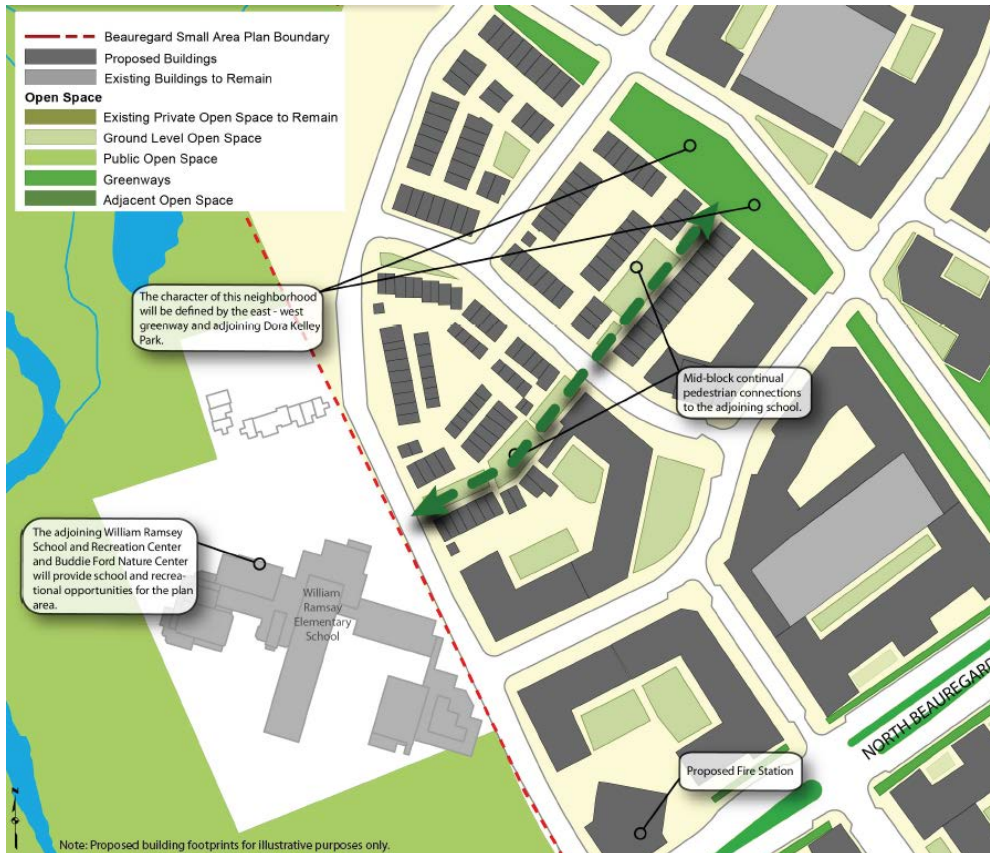 Beauregard Small Area Plan Boundary
Proposed Buildings
Existing Buildings to Remain
Open Space
Existing Private Open Space to Remain
Ground Level Open Space
Public Open Space
Greenways
Adjacent Open Space
The character of this neighborhood
will be defined by the east - west
greenway and adjoining Dora Kelley
Park.
Mid-block continual
pedestrian connections
to the adjoining school.
The adjoining William Ramsey
School and Recreation Center
and Buddie Ford Nature Center
will provide school and recrea-
tional opportunities for the plan
area.
William
Ramsay
Elementary
School
NORTH BEAUREGARD
Proposed Fire Station
N
Note: Proposed building footprints for illustrative purposes only.